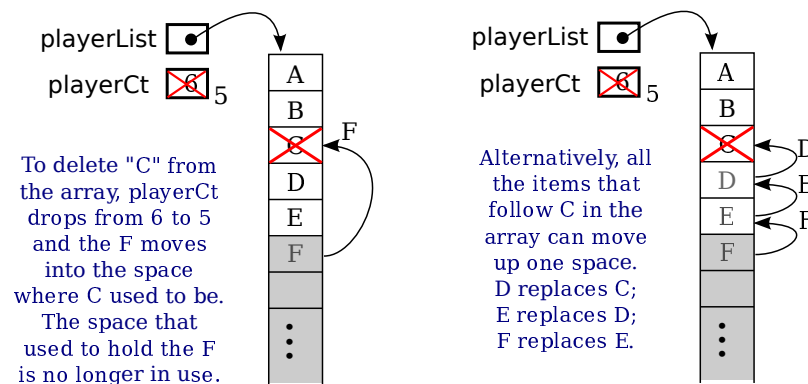 playerList
playerCt
6
5
A
B
C
D
E
F
F
To delete "C" from
the array, playerCt
drops from 6 to 5
and the F moves
into the space
where C used to be.
The space that
used to hold the F
is no longer in use.
playerList
playerCt
6
5
A
B
C
D
E
F
D
E
F
Alternatively, all
the items that
follow C in the
array can move
up one space.
D replaces C;
E replaces D;
F replaces E.